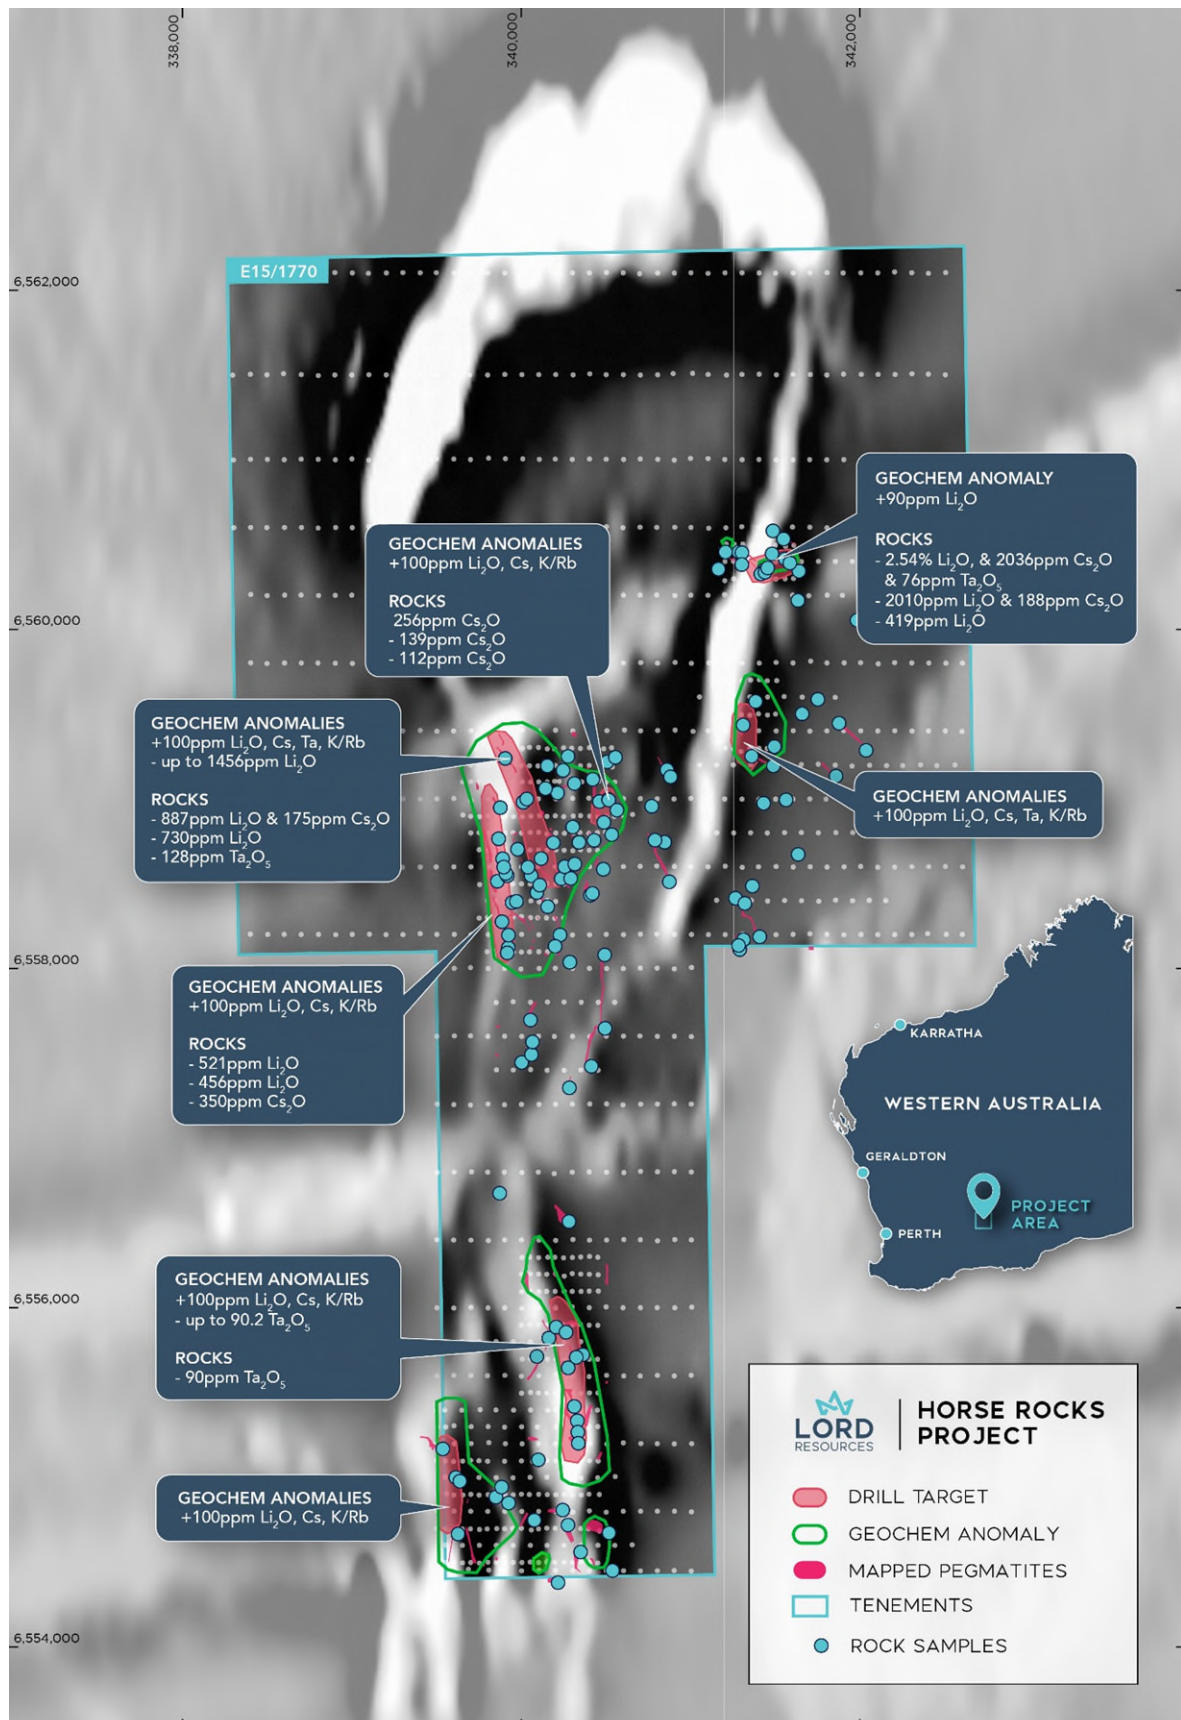 338,000
340,000
342,000
E15/1770
6,562,000
GEOCHEM ANOMALY
+90ppm Li₂O
ROCKS
- 2.54% Li₂O, & 2036ppm Cs₂O
& 76ppm Ta₂O₅
- 2010ppm Li₂O & 188ppm Cs₂O
- 419ppm Li₂O
GEOCHEM ANOMALIES
+100ppm Li₂O, Cs, K/Rb
ROCKS
256ppm Cs₂O
- 139ppm Cs₂O
- 112ppm Cs₂O
6,560,000
GEOCHEM ANOMALIES
+100ppm Li₂O, Cs, Ta, K/Rb
- up to 1456ppm Li₂O
ROCKS
- 887ppm Li₂O & 175ppm Cs₂O
- 730ppm Li₂O
- 128ppm Ta₂O₅
GEOCHEM ANOMALIES
+100ppm Li₂O, Cs, Ta, K/Rb
6,558,000
GEOCHEM ANOMALIES
+100ppm Li₂O, Cs, K/Rb
ROCKS
- 521ppm Li₂O
- 456ppm Li₂O
- 350ppm Cs₂O
KARRATHA
WESTERN AUSTRALIA
GERALDTON
PROJECT
AREA
PERTH
6,556,000
GEOCHEM ANOMALIES
+100ppm Li₂O, Cs, K/Rb
- up to 90.2 Ta₂O₅
ROCKS
- 90ppm Ta₂O₅
GEOCHEM ANOMALIES
+100ppm Li₂O, Cs, K/Rb
6,554,000
LORD
RESOURCES
HORSE ROCKS
PROJECT
DRILL TARGET
GEOCHEM ANOMALY
MAPPED PEGMATITES
TENEMENTS
ROCK SAMPLES